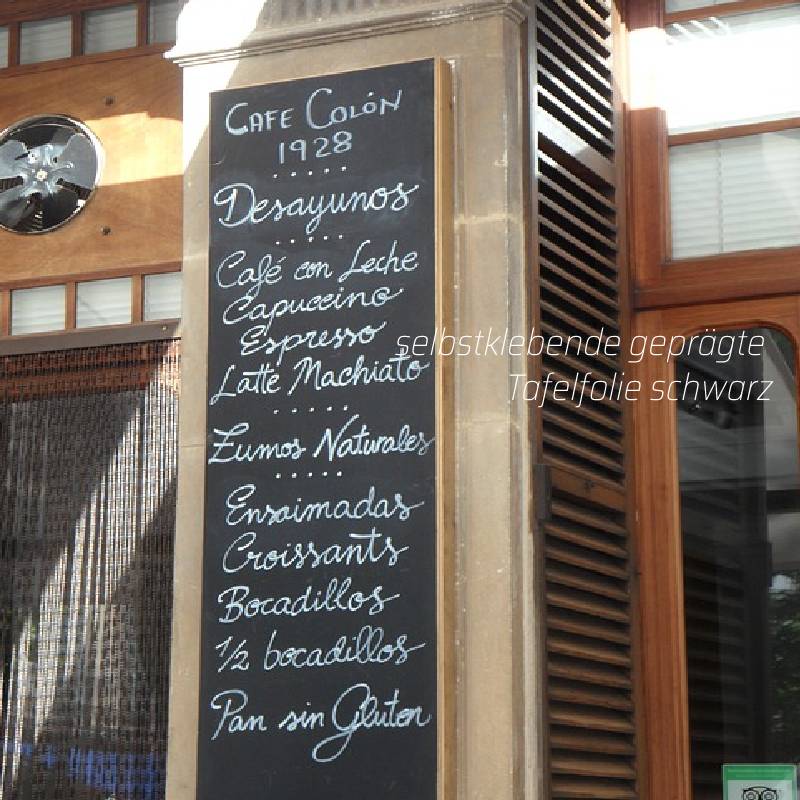 CAFE COLÓN
1928
Desayunos
Café con Leche
Capuccino
Espresso
Latte Machiato
Zumos Naturales
Ensaimadas
Croissants
Bocadillos
1/2 bocadillos
Pan sin Gluten
selbstklebende geprägte
Tafelfolie schwarz